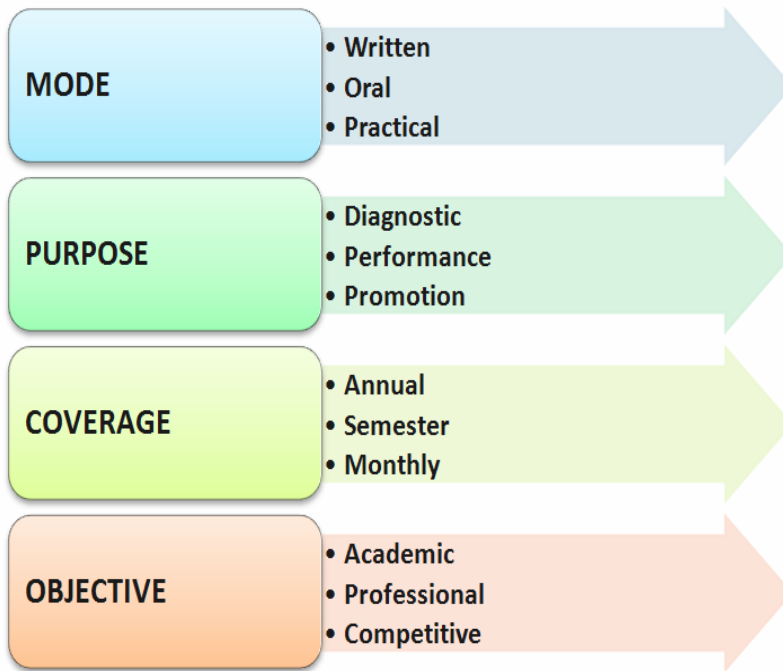 MODE
• Written
• Oral
• Practical
PURPOSE
• Diagnostic
• Performance
• Promotion
COVERAGE
• Annual
• Semester
• Monthly
OBJECTIVE
• Academic
• Professional
• Competitive